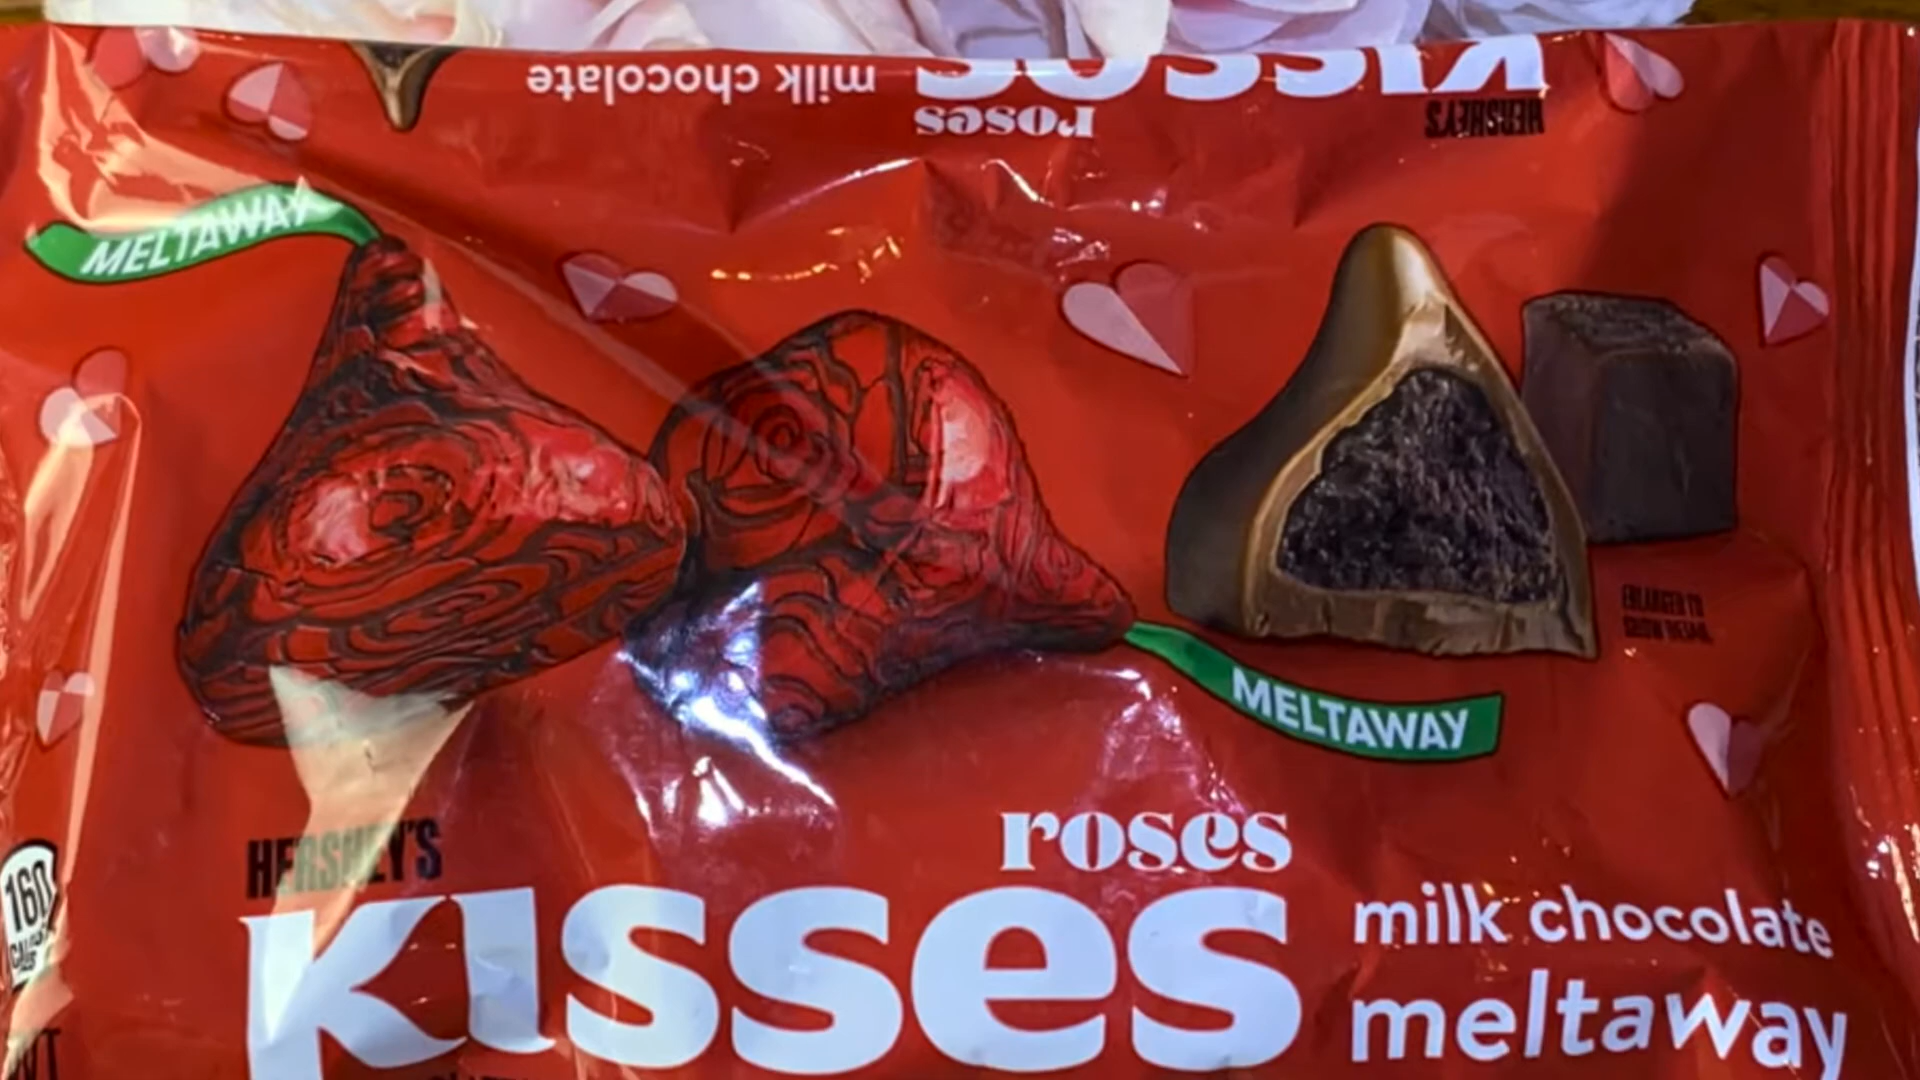 milk chocolate
KISSES
roses
HERSHEY'S
MELTAWAY
MELTAWAY
ENLARGED TO
SHOW DETAIL
HERSHEY'S
roses
KISSES
milk chocolate
meltaway
160